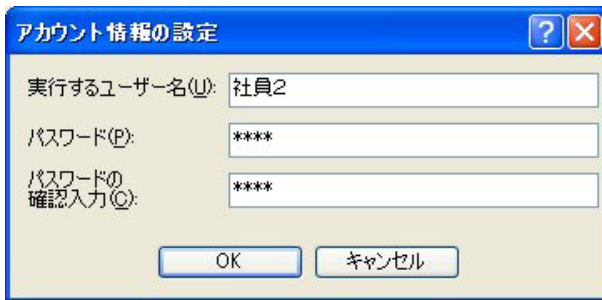 アカウント情報の設定
実行するユーザー名(U): 社員2
パスワード(P): ****
パスワードの
確認入力(C): ****
OK キャンセル